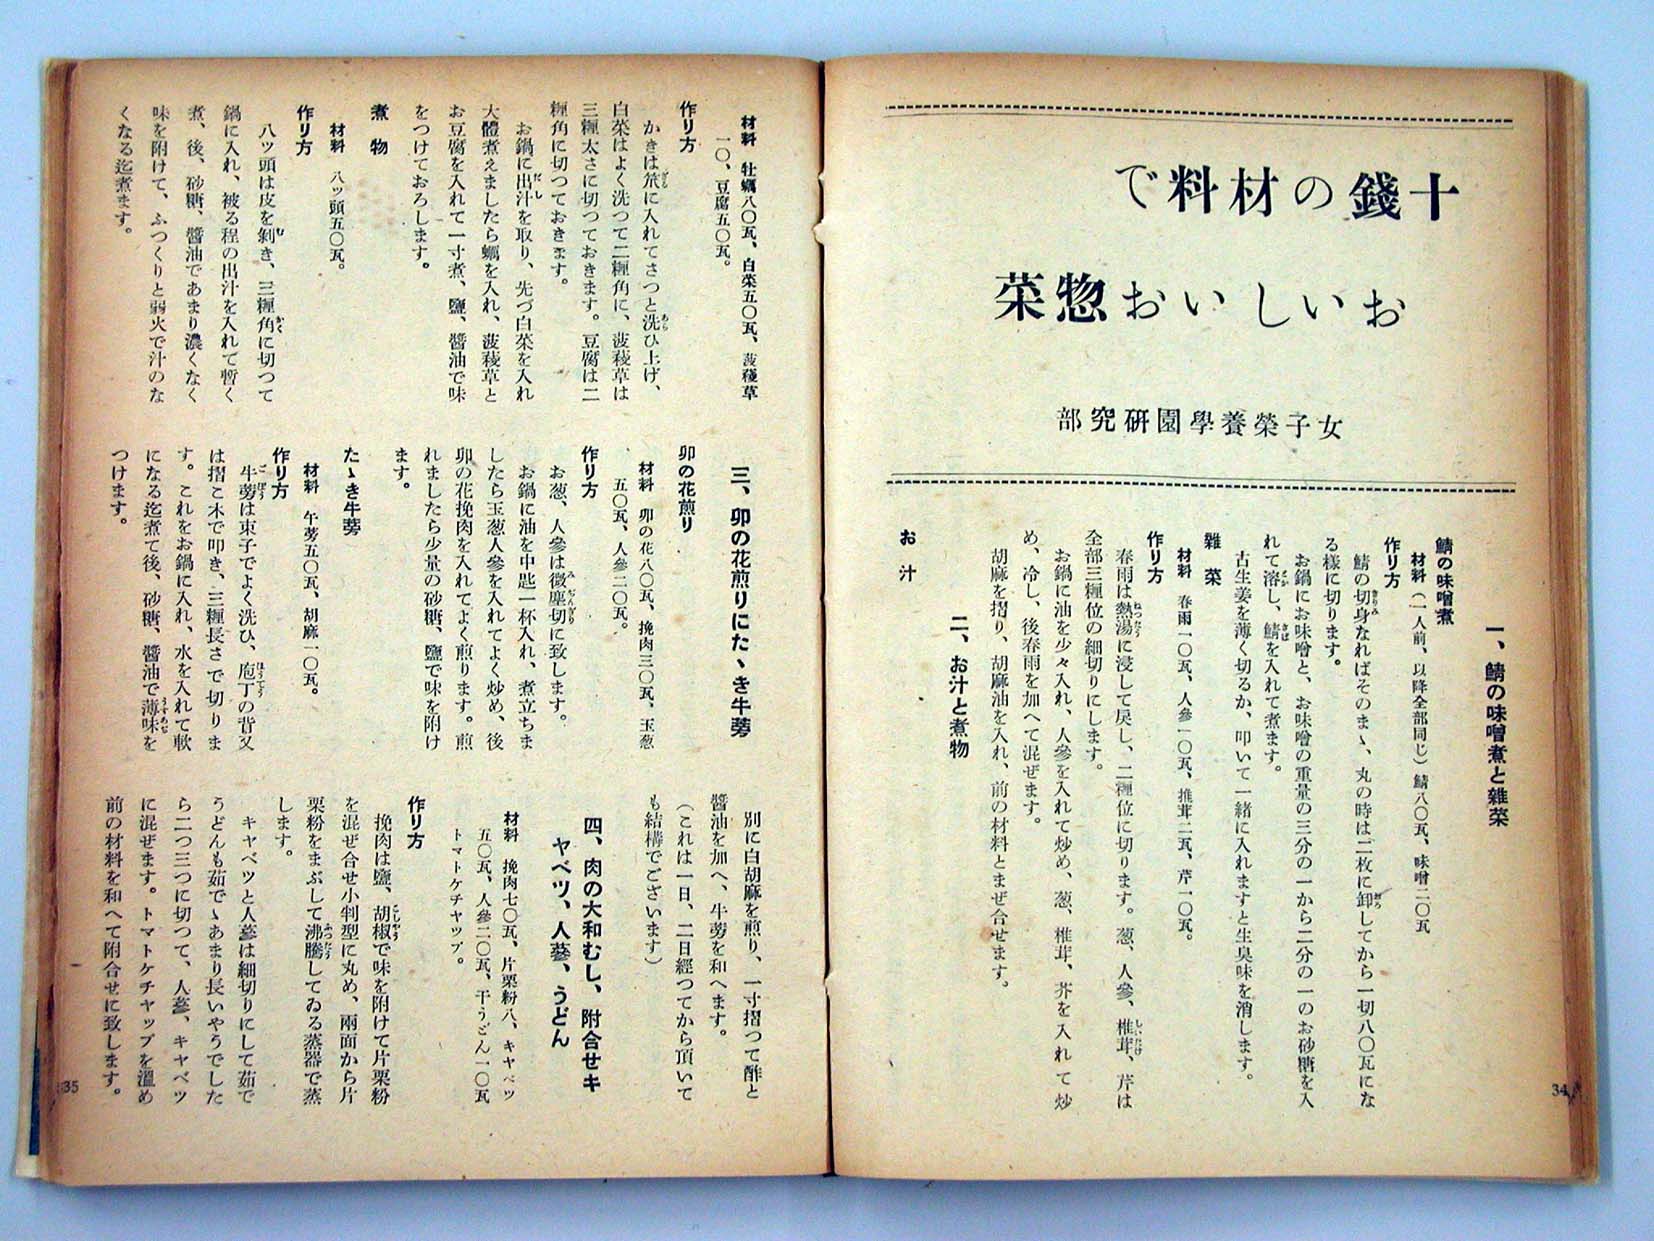 十錢の材料で
おいしいお惣菜
女子榮養學園研究部
一、鯖の味噌煮と雜菜
鯖の味噌煮
材料（一人前、以降全部同じ）鯖八〇瓦、味噌二〇瓦
作り方
鯖の切身なればそのまゝ、丸の時は二枚に卸してから一切八〇瓦にな
る樣に切ります。
お鍋にお味噌と、お味噌の重量の三分の一から二分の一のお砂糖を入
れて溶し、鯖を入れて煮ます。
古生姜を薄く切るか、叩いて一緒に入れますと生臭味を消します。
雜菜
材料　春雨一〇瓦、人參一〇瓦、推茸二瓦、芹一〇瓦。
作り方
春雨は熱湯に浸して戾し、二糎位に切ります。葱、人參、椎茸、芹は
全部三糎位の細切りにします。
お鍋に油を少々入れ、人參を入れて炒め、葱、椎茸、芥を入れて炒
め、冷し、後春雨を加へて混ぜます。
胡麻を摺り、胡麻油を入れ、前の材料とまぜ合せます。
二、お汁と煮物
お汁
34
材料　牡蠣八〇瓦、白菜五〇瓦、菠薐草
一〇、豆腐五〇瓦。
作り方
かきは笊に入れてさつと洗ひ上げ、
白菜はよく洗つて二糎角に、菠薐草は
三糎太さに切つておきます。豆腐は二
糎角に切つておきます。
お鍋に出汁を取り、先づ白菜を入れ
大體煮えましたら蠣を入れ、菠薐草と
お豆腐を入れて一寸煮、鹽、醬油で味
をつけておろします。
煮物
材料　八ッ頭五〇瓦。
作り方
八ッ頭は皮を剝き、三糎角に切つて
鍋に入れ、被る程の出汁を入れて暫く
煮、後、砂糖、醬油であまり濃くなく
味を附けて、ふつくりと弱火で汁のな
くなる迄煮ます。
三、卯の花煎りにたゝき牛蒡
卯の花煎り
材料　卯の花八〇瓦、挽肉三〇瓦、玉葱
五〇瓦、人參二〇瓦。
作り方
お葱、人參は微塵切に致します。
お鍋に油を中匙一杯入れ、煮立ちま
したら玉葱人參を入れてよく炒め、後
卯の花挽肉を入れてよく煎ります。煎
れましたら少量の砂糖、鹽で味を附け
ます。
たゝき牛蒡
材料　午蒡五〇瓦、胡麻一〇瓦。
作り方
牛蒡は束子でよく洗ひ、庖丁の背又
は摺こ木で叩き、三糎長さで切りま
す。これをお鍋に入れ、水を入れて軟
になる迄煮て後、砂糖、醬油で薄味を
つけます。
別に白胡麻を煎り、一寸摺つて酢と
醬油を加へ、牛蒡を和へます。
（これは一日、二日經つてから頂いて
も結構でございます）
四、肉の大和むし、附合せキ
ヤベツ、人蔘、うどん
材料　挽肉七〇瓦、片栗粉八、キャベツ
五〇瓦、人參二〇瓦、干うどん一〇瓦
トマトケチャップ。
作り方
挽肉は鹽、胡椒で味を附けて片栗粉
を混ぜ合せ小判型に丸め、兩面から片
栗粉をまぶして沸騰してゐる蒸器で蒸
します。
キャベツと人蔘は細切りにして茹で
うどんも茹でゝあまり長いやうでした
ら二つ三つに切つて、人蔘、キャベツ
に混ぜます。トマトケチャップを溫め
前の材料を和へて附合せに致します。
35